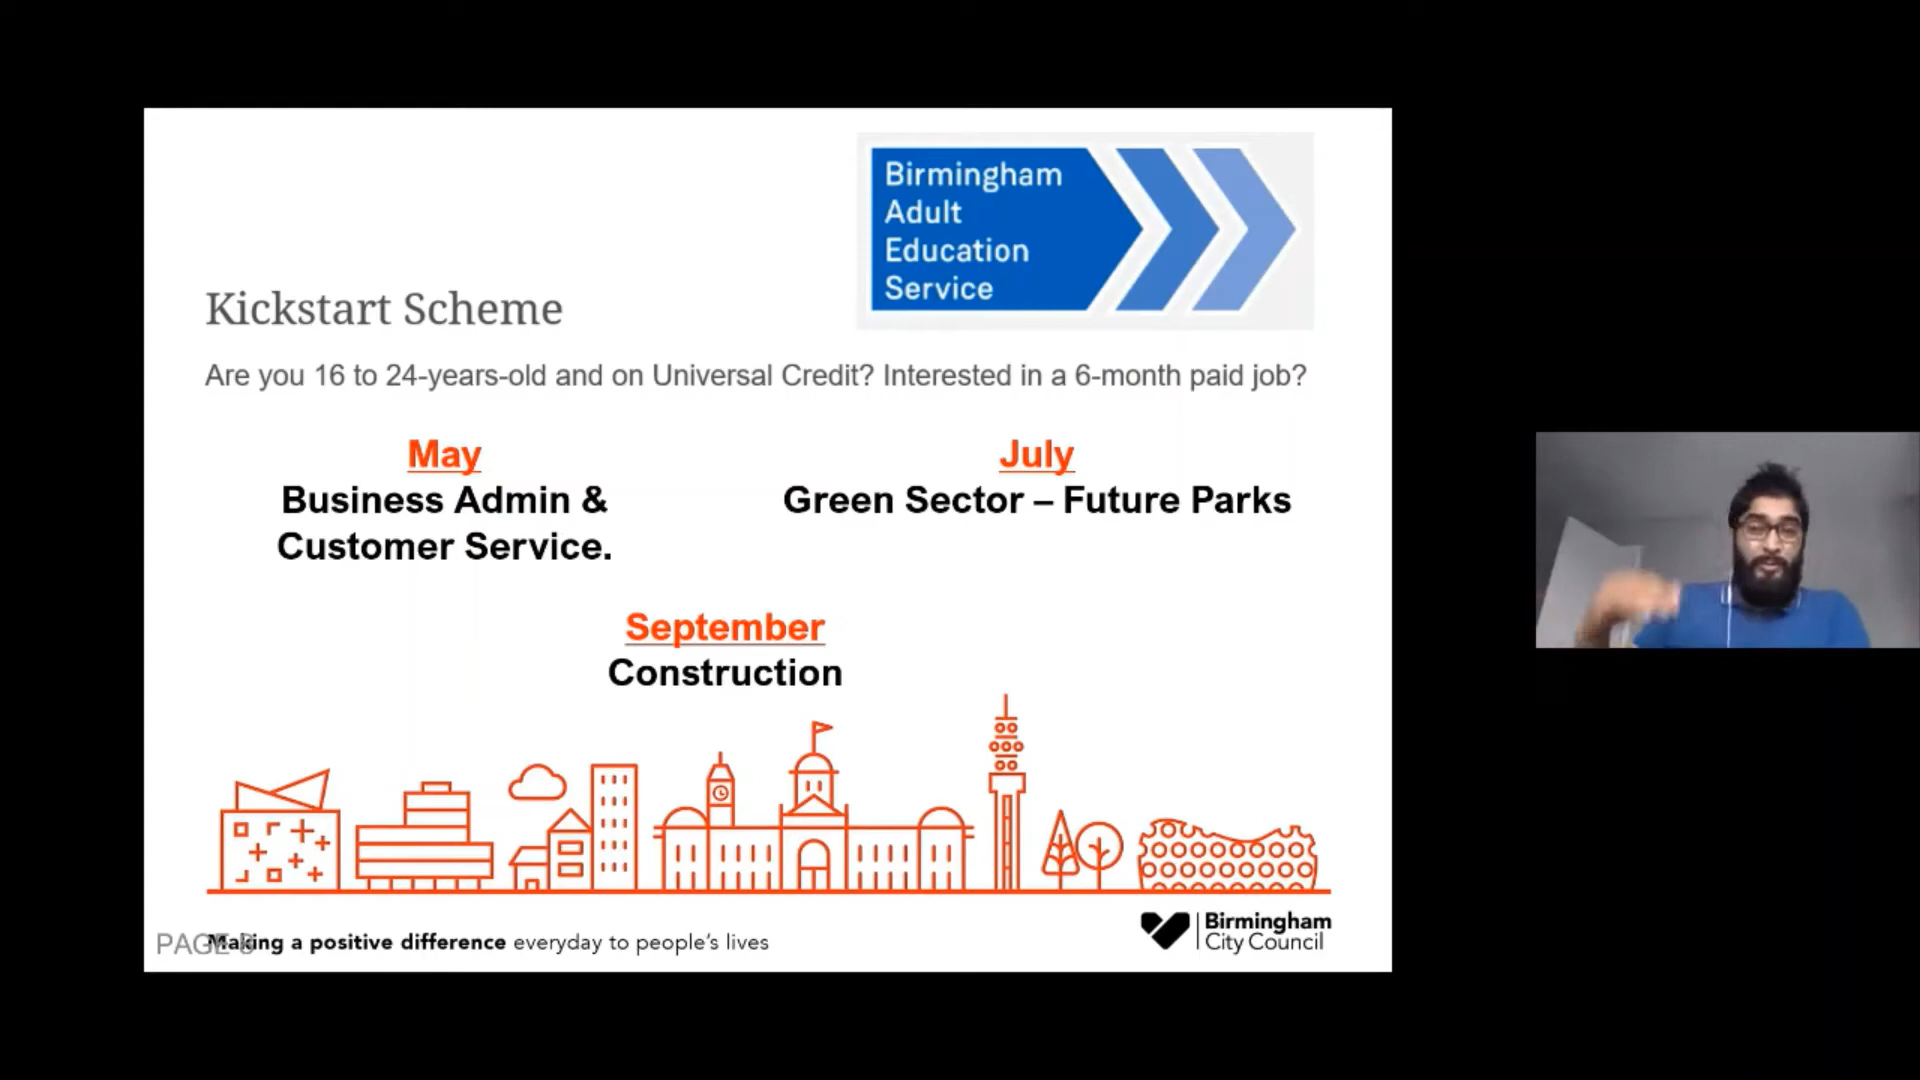 Birmingham
Adult
Education
Service
Kickstart Scheme
Are you 16 to 24-years-old and on Universal Credit? Interested in a 6-month paid job?
May
Business Admin &
Customer Service.
July
Green Sector – Future Parks
September
Construction
PAGE 8
Making a positive difference everyday to people's lives
Birmingham
City Council